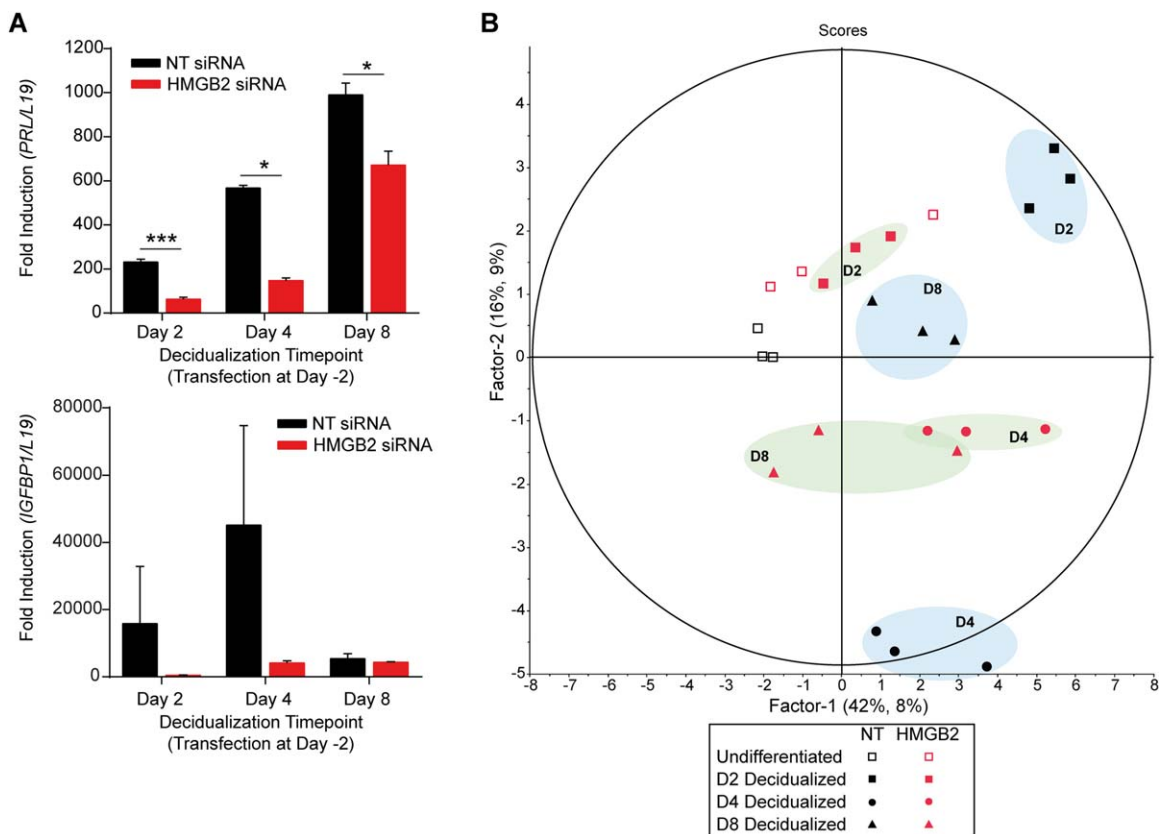 A
Fold Induction (PRL/L19)
1200
1000
800
600
400
200
0
NT siRNA
HMGB2 siRNA
***
*
*
Day 2 Day 4 Day 8
Decidualization Timepoint
(Transfection at Day -2)
Fold Induction (IGFBP1/L19)
80000
60000
40000
20000
0
NT siRNA
HMGB2 siRNA
Day 2 Day 4 Day 8
Decidualization Timepoint
(Transfection at Day -2)
B
Scores
Factor-2 (16%, 9%)
4
3
2
1
0
-1
-2
-3
-4
-5
D2
D2
D8
D4
D8
D4
-8 -7 -6 -5 -4 -3 -2 -1 0 1 2 3 4 5 6 7 8
Factor-1 (42%, 8%)
NT HMGB2
Undifferentiated
D2 Decidualized
D4 Decidualized
D8 Decidualized